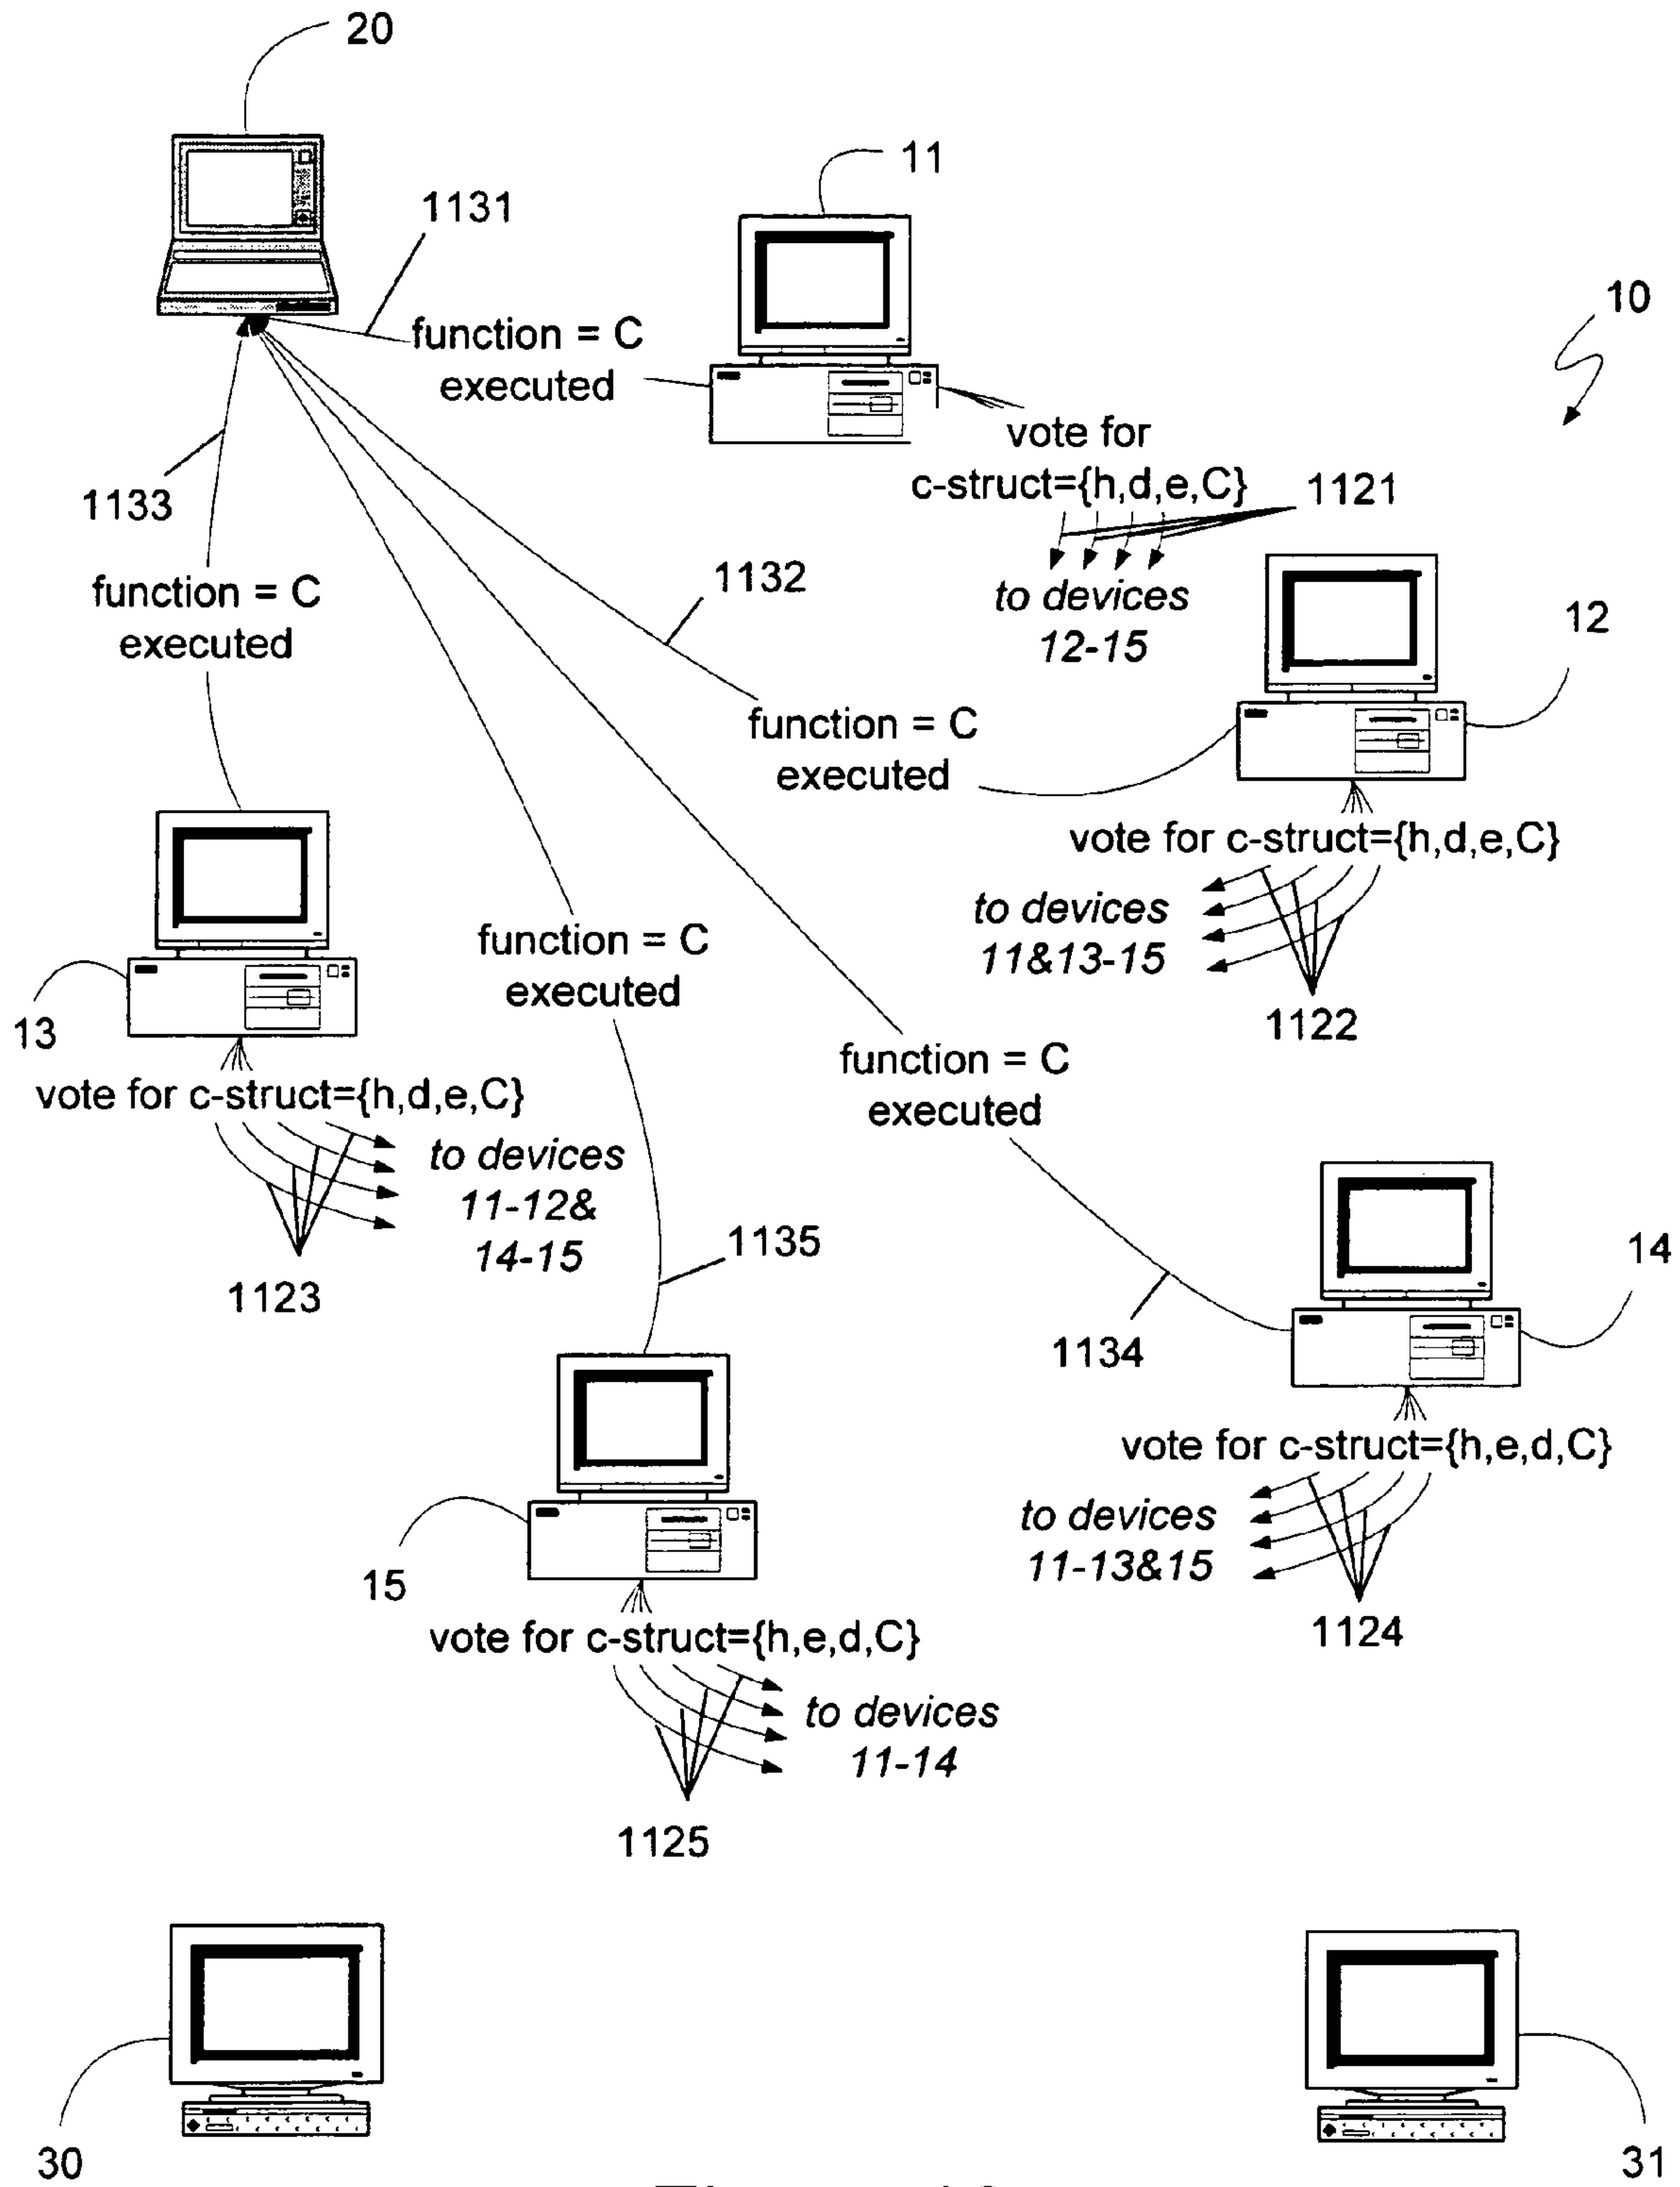 20
11
1131
10
function = C
executed
vote for
c-struct={h,d,e,C}
1121
1133
to devices
12-15
1132
12
function = C
executed
function = C
executed
vote for c-struct={h,d,e,C}
to devices
11&13-15
1122
function = C
executed
13
vote for c-struct={h,d,e,C}
to devices
11-12&
14-15
1123
function = C
executed
1135
14
1134
vote for c-struct={h,e,d,C}
to devices
11-13&15
1124
15
vote for c-struct={h,e,d,C}
to devices
11-14
1125
30
31